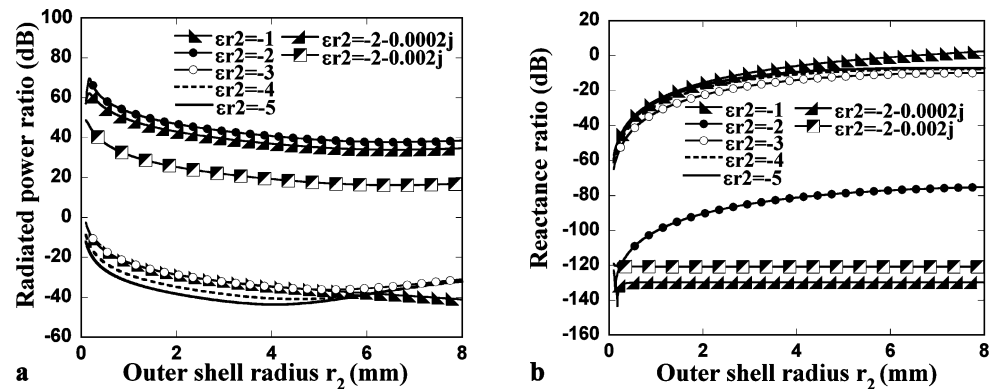 100
80
60
40
20
0
-20
-40
-60
Radiated power ratio (dB)
εr2=-1
εr2=-2
εr2=-3
εr2=-4
εr2=-5
εr2=-2-0.0002j
εr2=-2-0.002j
0 2 4 6 8
Outer shell radius r2 (mm)
a
20
0
-20
-40
-60
-80
-100
-120
-140
-160
Reactance ratio (dB)
εr2=-1
εr2=-2
εr2=-3
εr2=-4
εr2=-5
εr2=-2-0.0002j
εr2=-2-0.002j
0 2 4 6 8
Outer shell radius r2 (mm)
b